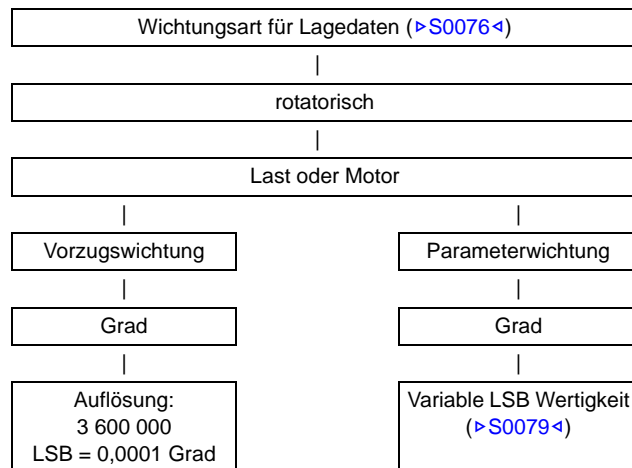 Wichtungsart für Lagedaten (▹S0076◃)
|
rotatorisch
|
Last oder Motor
| |
Vorzugswichtung Parameterwichtung
| |
Grad Grad
| |
Auflösung: Variable LSB Wertigkeit
3 600 000 (▹S0079◃)
LSB = 0,0001 Grad